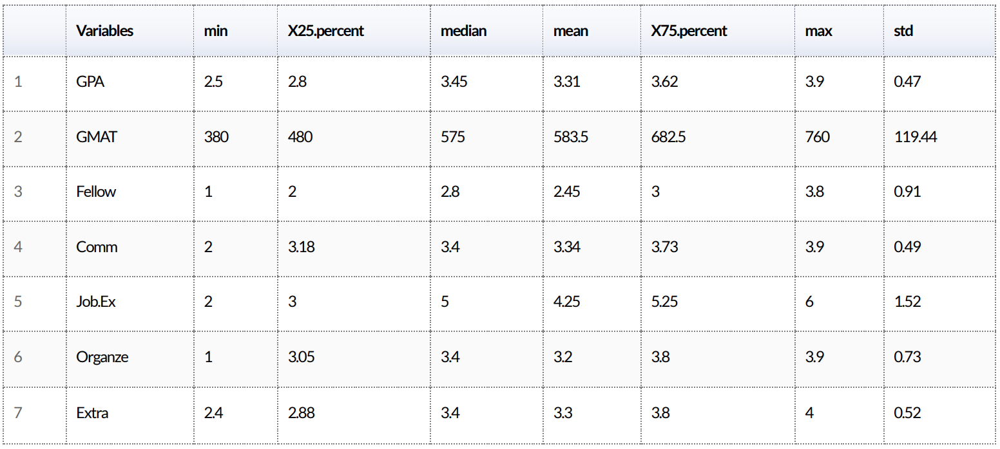 Variables min X25.percent median mean X75.percent max std
1 GPA 2.5 2.8 3.45 3.31 3.62 3.9 0.47
2 GMAT 380 480 575 583.5 682.5 760 119.44
3 Fellow 1 2 2.8 2.45 3 3.8 0.91
4 Comm 2 3.18 3.4 3.34 3.73 3.9 0.49
5 Job.Ex 2 3 5 4.25 5.25 6 1.52
6 Organze 1 3.05 3.4 3.2 3.8 3.9 0.73
7 Extra 2.4 2.88 3.4 3.3 3.8 4 0.52